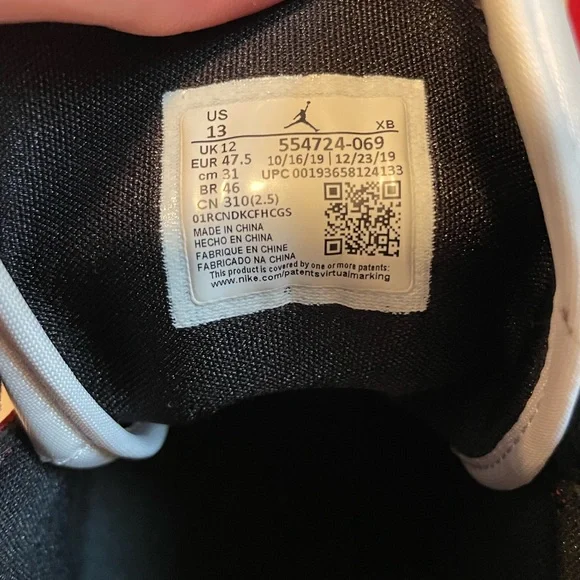 US
13
XB
UK 12
554724-069
EUR 47.5
10/16/19 | 12/23/19
cm 31
UPC 00193658124133
BR 46
CN 310(2.5)
01RCNDKCFHCGS
MADE IN CHINA
HECHO EN CHINA
FABRIQUE EN CHINE
FABRICADO NA CHINA
This product is covered by one or more patents:
www.nike.com/patentsvirtualmarking